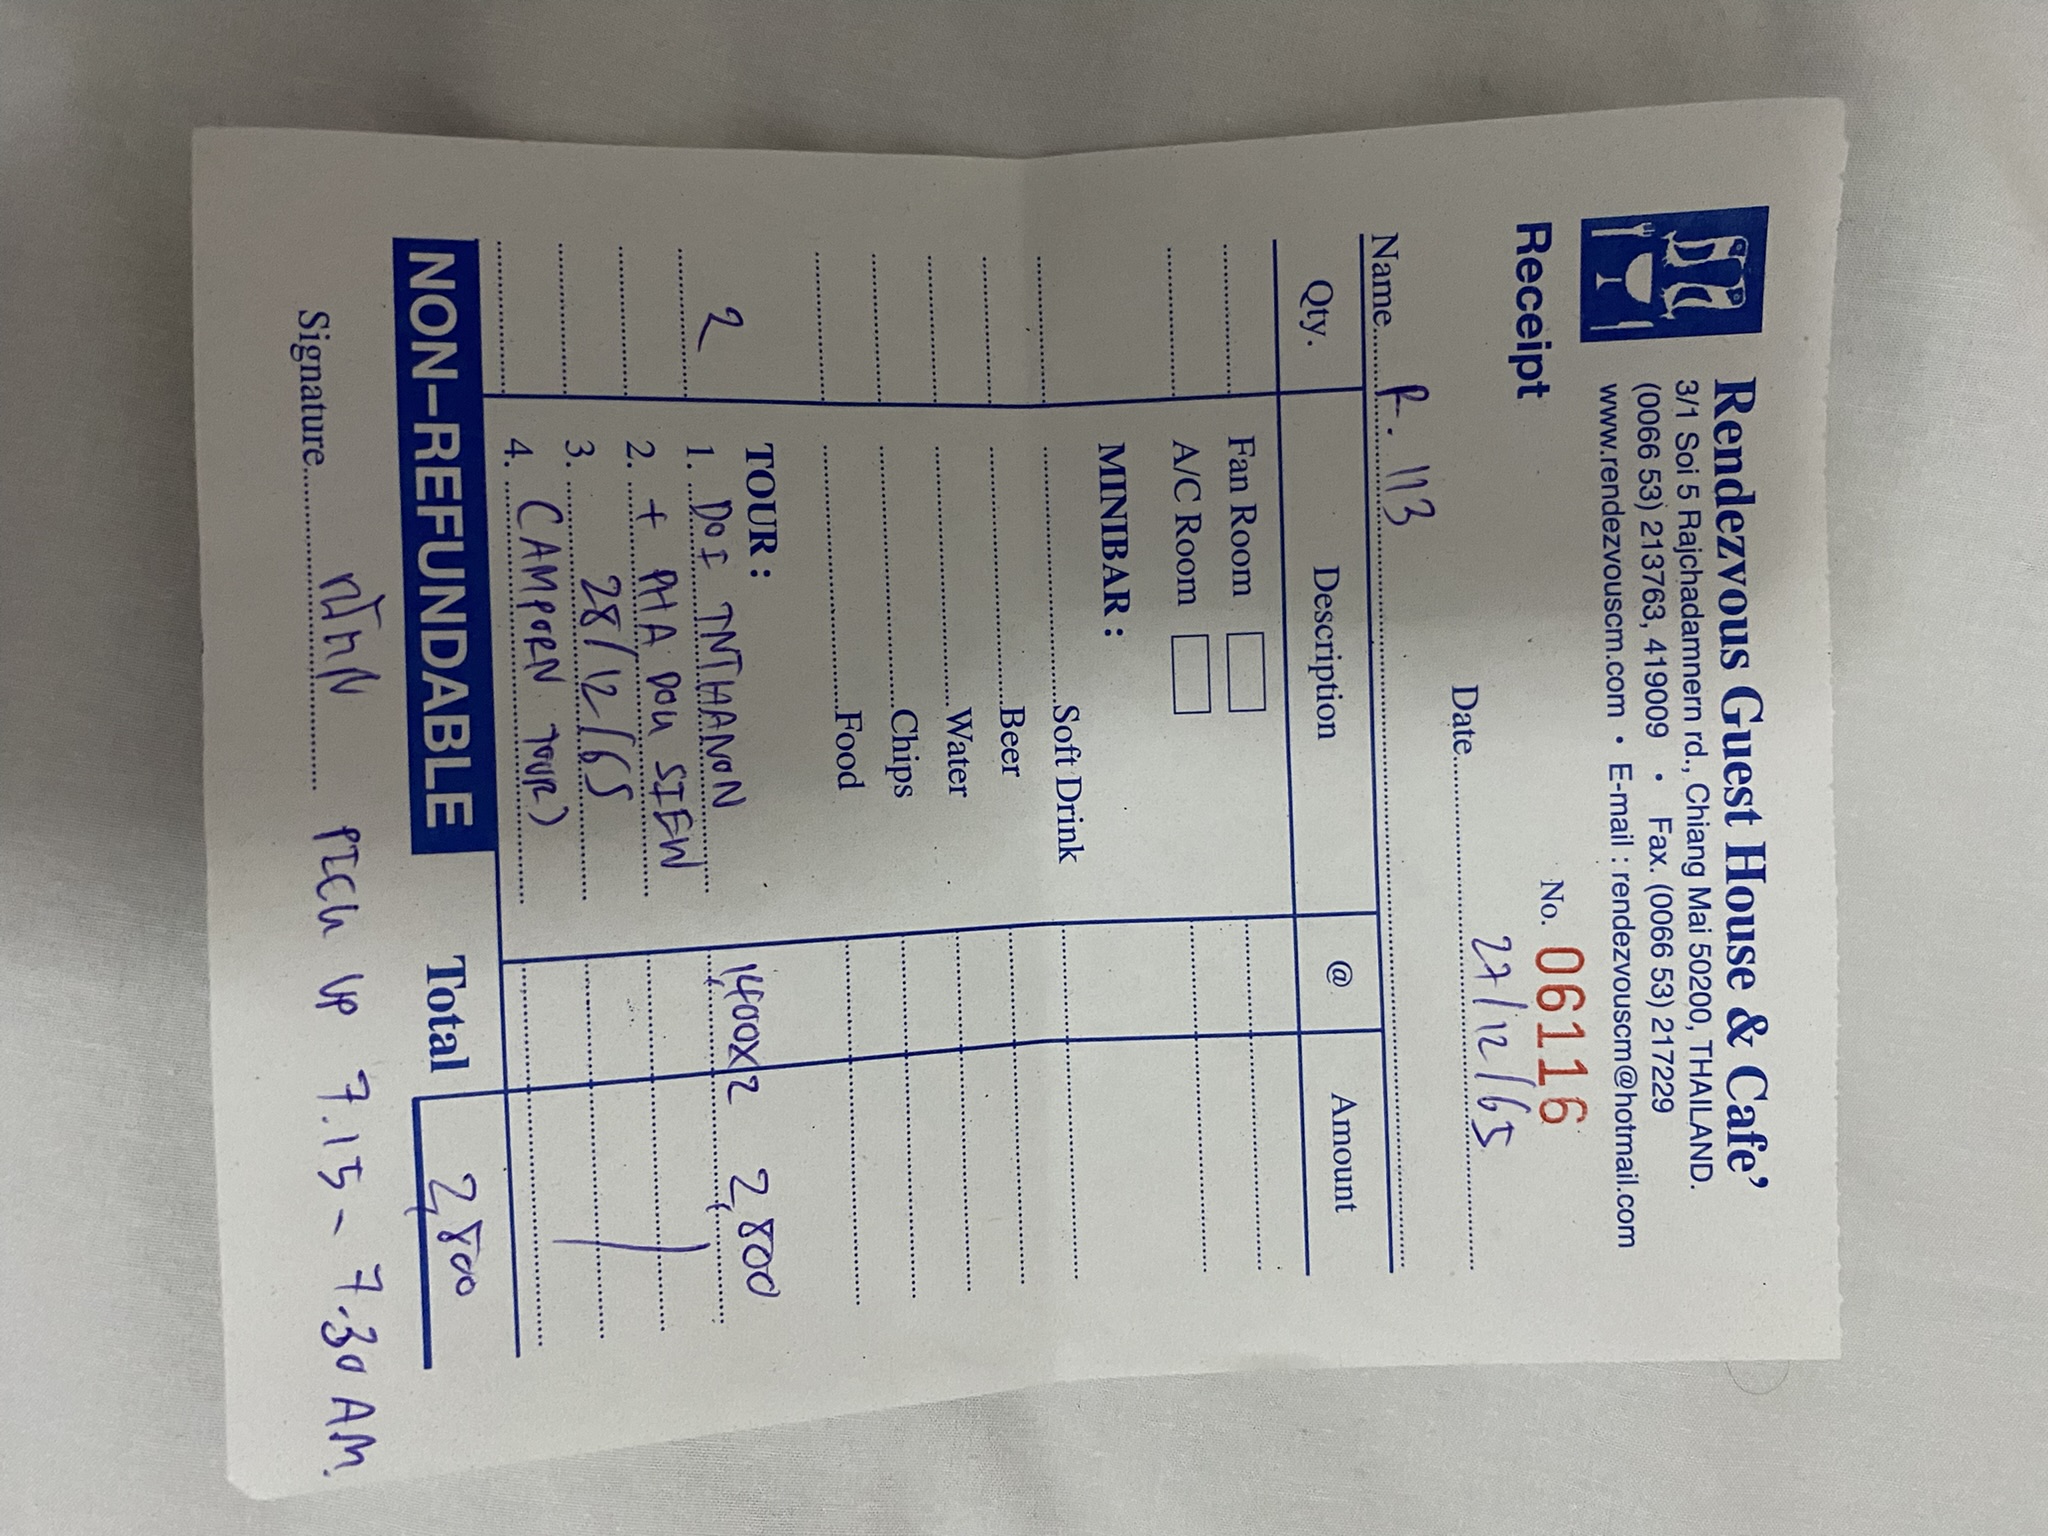 Rendezvous Guest House & Cafe'
3/1 Soi 5 Rajchadamnern rd., Chiang Mai 50200, THAILAND.
(0066 53) 213763, 419009 • Fax. (0066 53) 217229
www.rendezvouscm.com • E-mail : rendezvouscm@hotmail.com
Receipt No. 06116
Date 27/12/65
Name R. 113
Qty. Description @ Amount
Fan Room
A/C Room
MINIBAR :
Soft Drink
Beer
Water
Chips
Food
TOUR :
2 1. DOI INTHANON 1,400x2 2,800
2. + PHA DOK SIEW
3. 28/12/65
4. (CAMPORN TOUR)
NON-REFUNDABLE Total 2,800
Signature
PICK UP 7.15 - 7.30 AM.